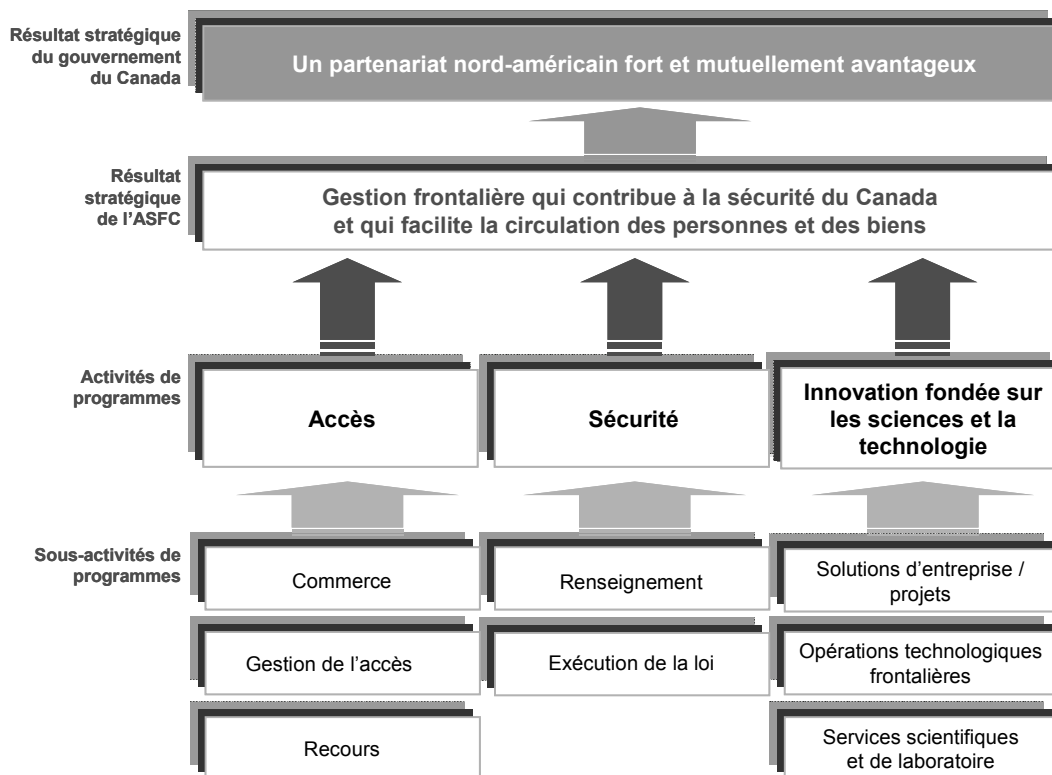 Résultat stratégique
du gouvernement
du Canada
Un partenariat nord-américain fort et mutuellement avantageux
Résultat
stratégique
de l'ASFC
Gestion frontalière qui contribue à la sécurité du Canada
et qui facilite la circulation des personnes et des biens
Activités de
programmes
Accès
Sécurité
Innovation fondée sur
les sciences et la
technologie
Sous-activités de
programmes
Commerce
Renseignement
Solutions d'entreprise /
projets
Gestion de l'accès
Exécution de la loi
Opérations technologiques
frontalières
Recours
Services scientifiques
et de laboratoire